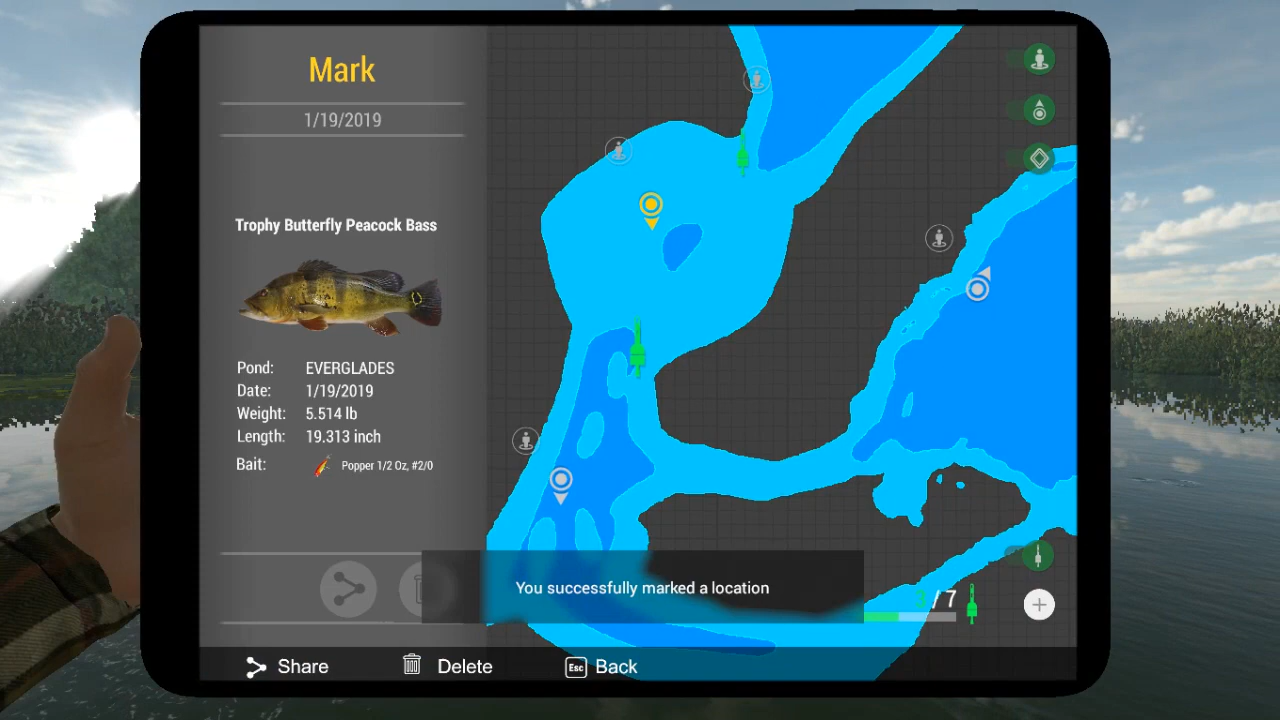 Mark
1/19/2019
Trophy Butterfly Peacock Bass
Pond: EVERGLADES
Date: 1/19/2019
Weight: 5.514 lb
Length: 19.313 inch
Bait: Popper 1/2 Oz, #2/0
You successfully marked a location
3 / 7
Share
Delete
Esc Back